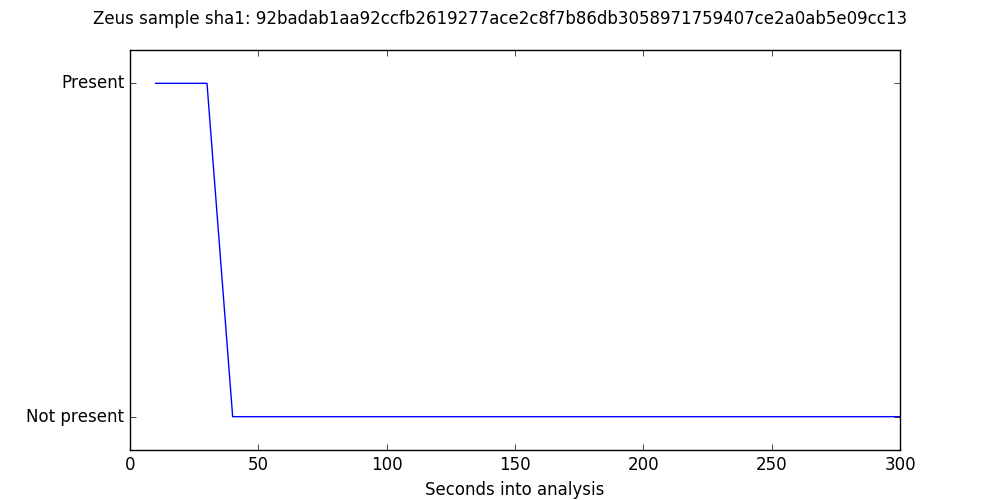 Zeus sample sha1: 92badab1aa92ccfb2619277ace2c8f7b86db3058971759407ce2a0ab5e09cc13
Present
Not present
0 50 100 150 200 250 300
Seconds into analysis